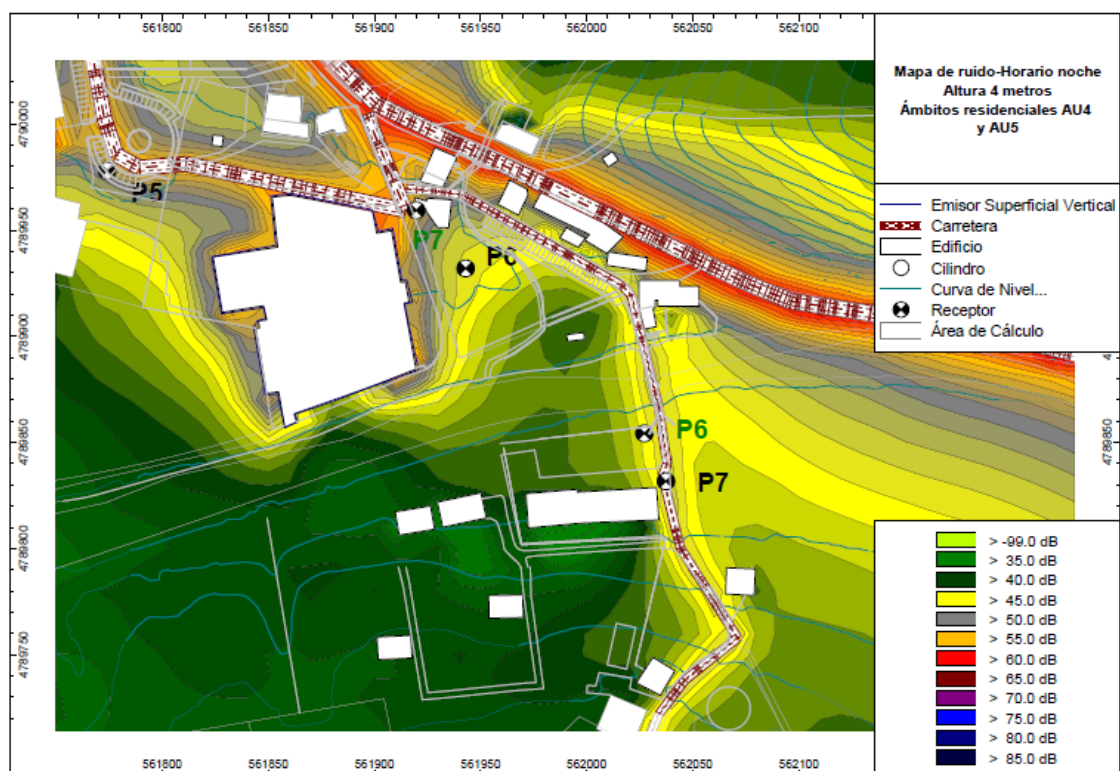 561800 561850 561900 561950 562000 562050 562100
Mapa de ruido-Horario noche
Altura 4 metros
Ámbitos residenciales AU4
y AU5
4789000
4789950
4789900
4789850
4789800
4789750
P5
P7
P6
P6
P7
Emisor Superficial Vertical
Carretera
Edificio
Cilindro
Curva de Nivel...
Receptor
Área de Cálculo
4789850
> -99.0 dB
> 35.0 dB
> 40.0 dB
> 45.0 dB
> 50.0 dB
> 55.0 dB
> 60.0 dB
> 65.0 dB
> 70.0 dB
> 75.0 dB
> 80.0 dB
> 85.0 dB
561800 561850 561900 561950 562000 562050 562100